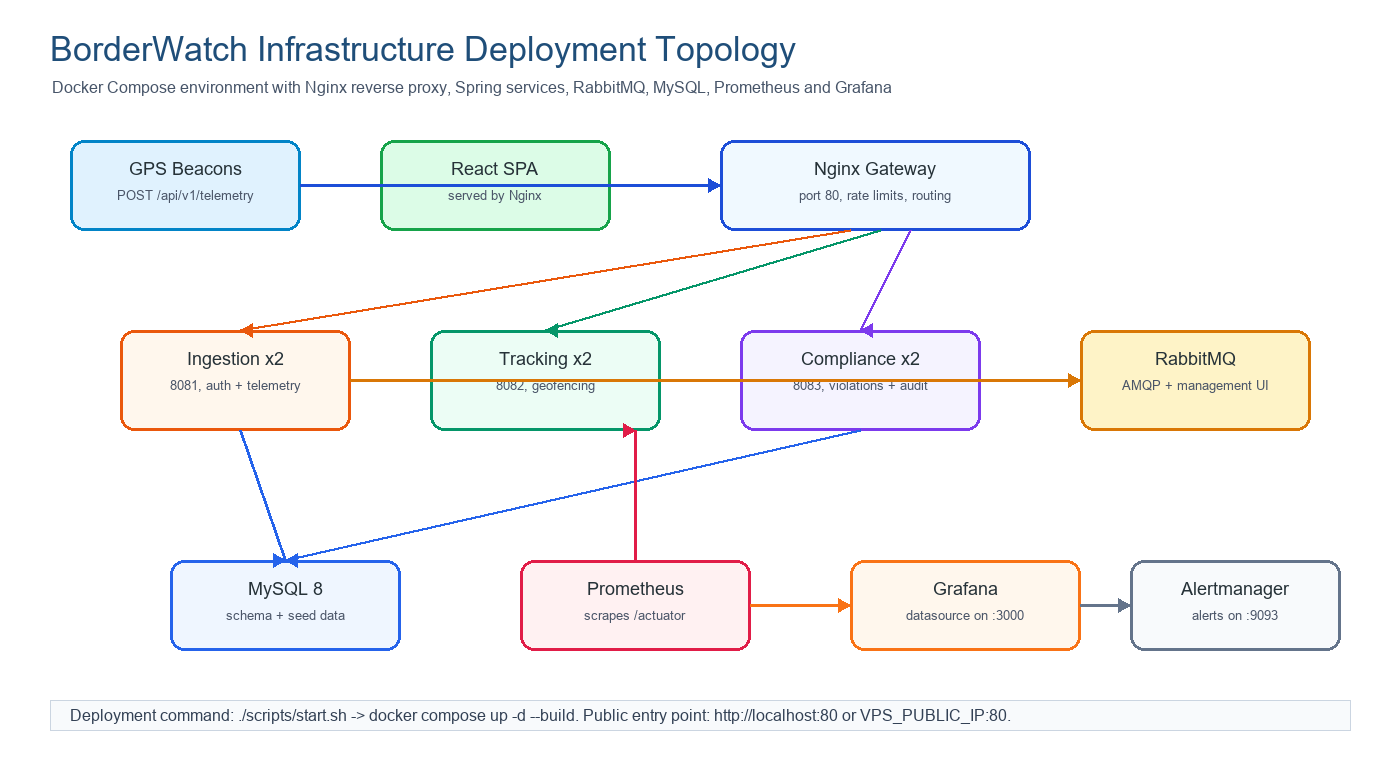 BorderWatch Infrastructure Deployment Topology
Docker Compose environment with Nginx reverse proxy, Spring services, RabbitMQ, MySQL, Prometheus and Grafana
GPS Beacons
POST /api/v1/telemetry
React SPA
served by Nginx
Nginx Gateway
port 80, rate limits, routing
Ingestion x2
8081, auth + telemetry
Tracking x2
8082, geofencing
Compliance x2
8083, violations + audit
RabbitMQ
AMQP + management UI
MySQL 8
schema + seed data
Prometheus
scrapes /actuator
Grafana
datasource on :3000
Alertmanager
alerts on :9093
Deployment command: ./scripts/start.sh -> docker compose up -d --build. Public entry point: http://localhost:80 or VPS_PUBLIC_IP:80.